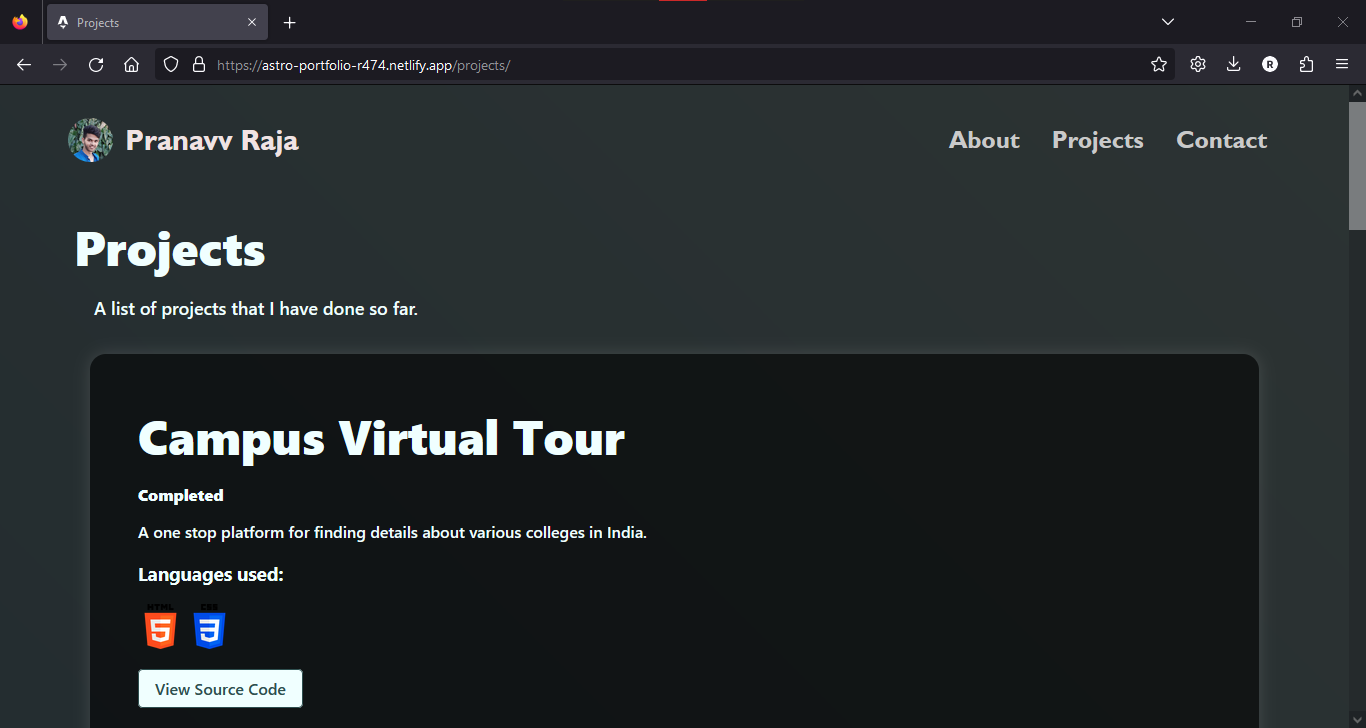 Projects
https://astro-portfolio-r474.netlify.app/projects/
R
Pranavv Raja
About Projects Contact
Projects
A list of projects that I have done so far.
Campus Virtual Tour
Completed
A one stop platform for finding details about various colleges in India.
Languages used:
HTML CSS
5 3
View Source Code